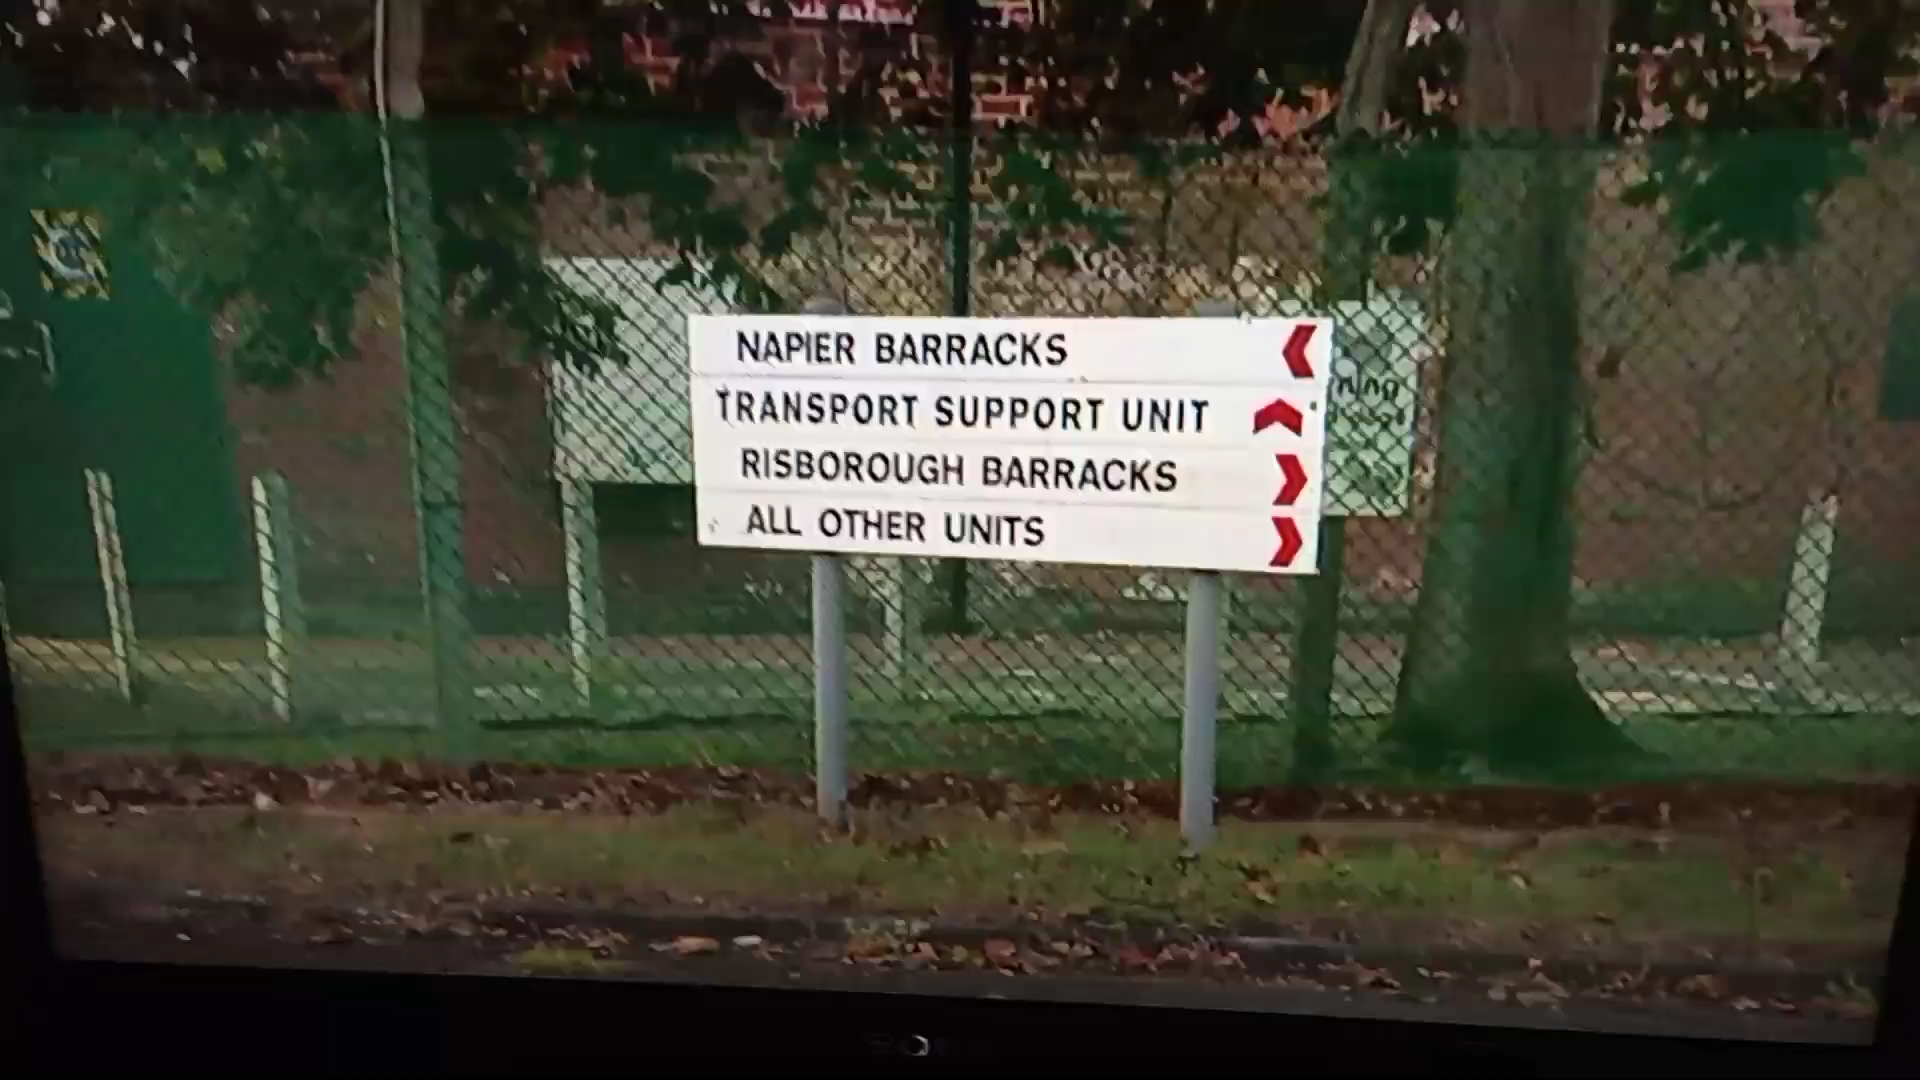 NAPIER BARRACKS
TRANSPORT SUPPORT UNIT
RISBOROUGH BARRACKS
ALL OTHER UNITS